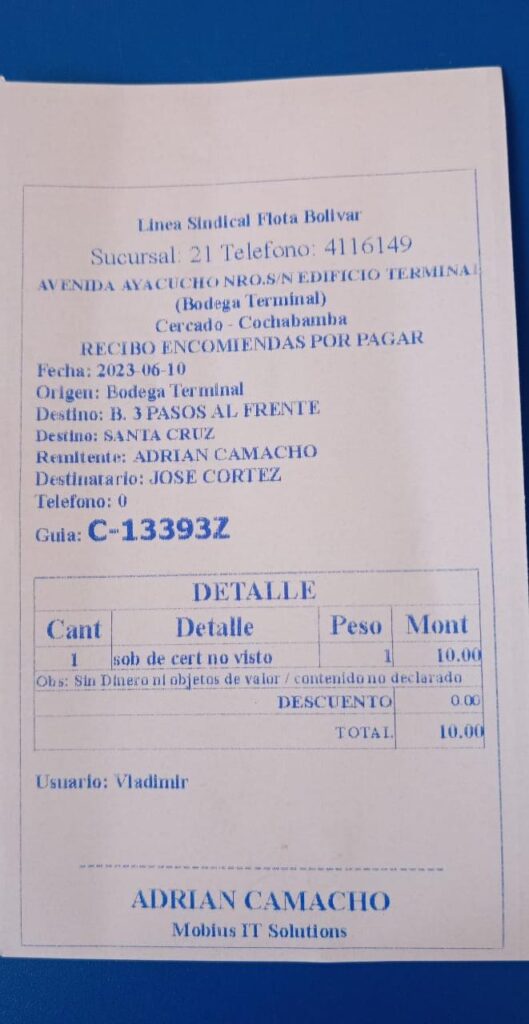 Linea Sindical Flota Bolivar
Sucursal: 21 Telefono: 4116149
AVENIDA AYACUCHO NRO.S/N EDIFICIO TERMINAL
(Bodega Terminal)
Cercado - Cochabamba
RECIBO ENCOMIENDAS POR PAGAR
Fecha: 2023-06-10
Origen: Bodega Terminal
Destino: B. 3 PASOS AL FRENTE
Destino: SANTA CRUZ
Remitente: ADRIAN CAMACHO
Destinatario: JOSE CORTEZ
Telefono: 0
Guia: C-13393Z
DETALLE
Cant Detalle Peso Mont
1 sob de cert no visto 1 10.00
Obs: Sin Dinero ni objetos de valor / contenido no declarado
DESCUENTO 0.00
TOTAL 10.00
Usuario: Vladimir
ADRIAN CAMACHO
Mobius IT Solutions